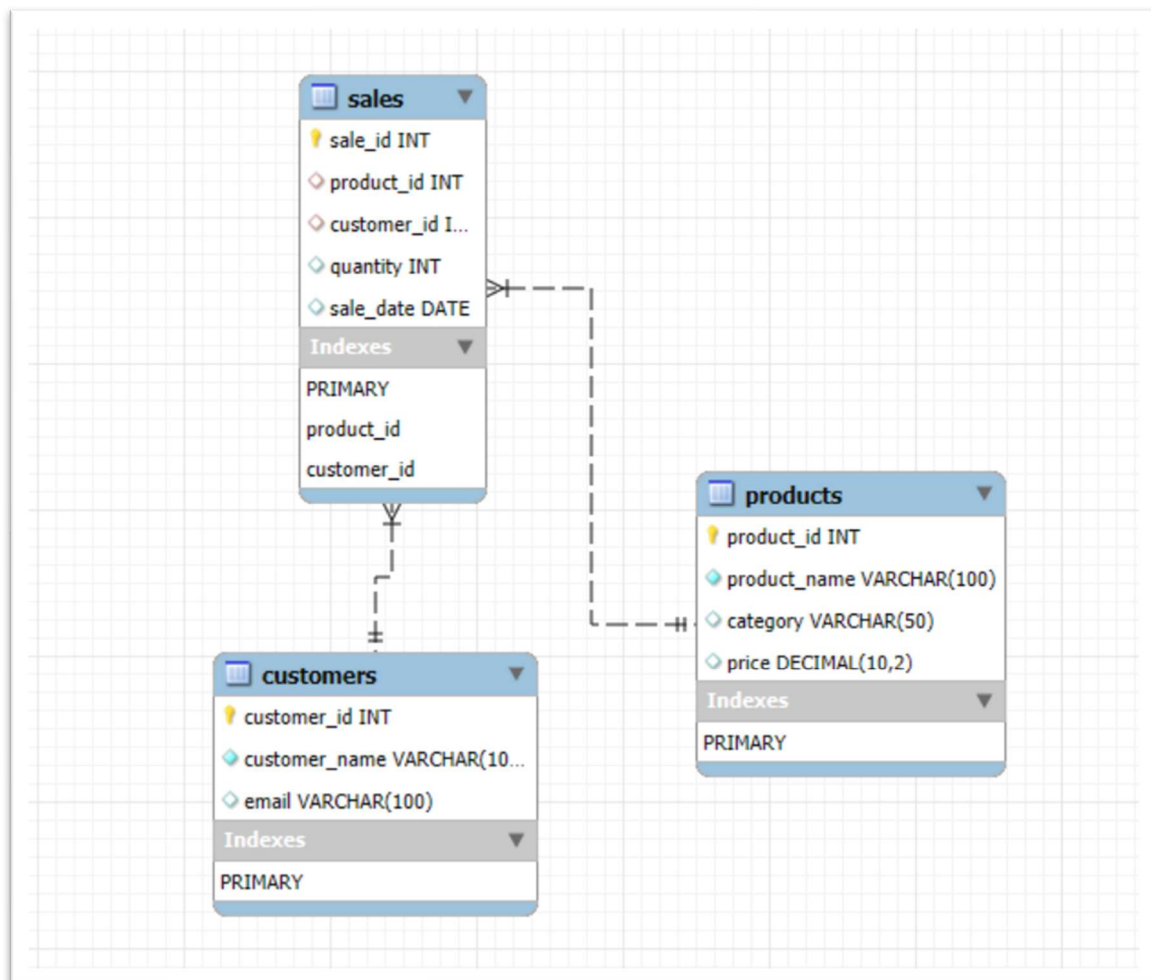 sales
sale_id INT
product_id INT
customer_id I...
quantity INT
sale_date DATE
Indexes
PRIMARY
product_id
customer_id
products
product_id INT
product_name VARCHAR(100)
category VARCHAR(50)
price DECIMAL(10,2)
Indexes
PRIMARY
customers
customer_id INT
customer_name VARCHAR(10...
email VARCHAR(100)
Indexes
PRIMARY